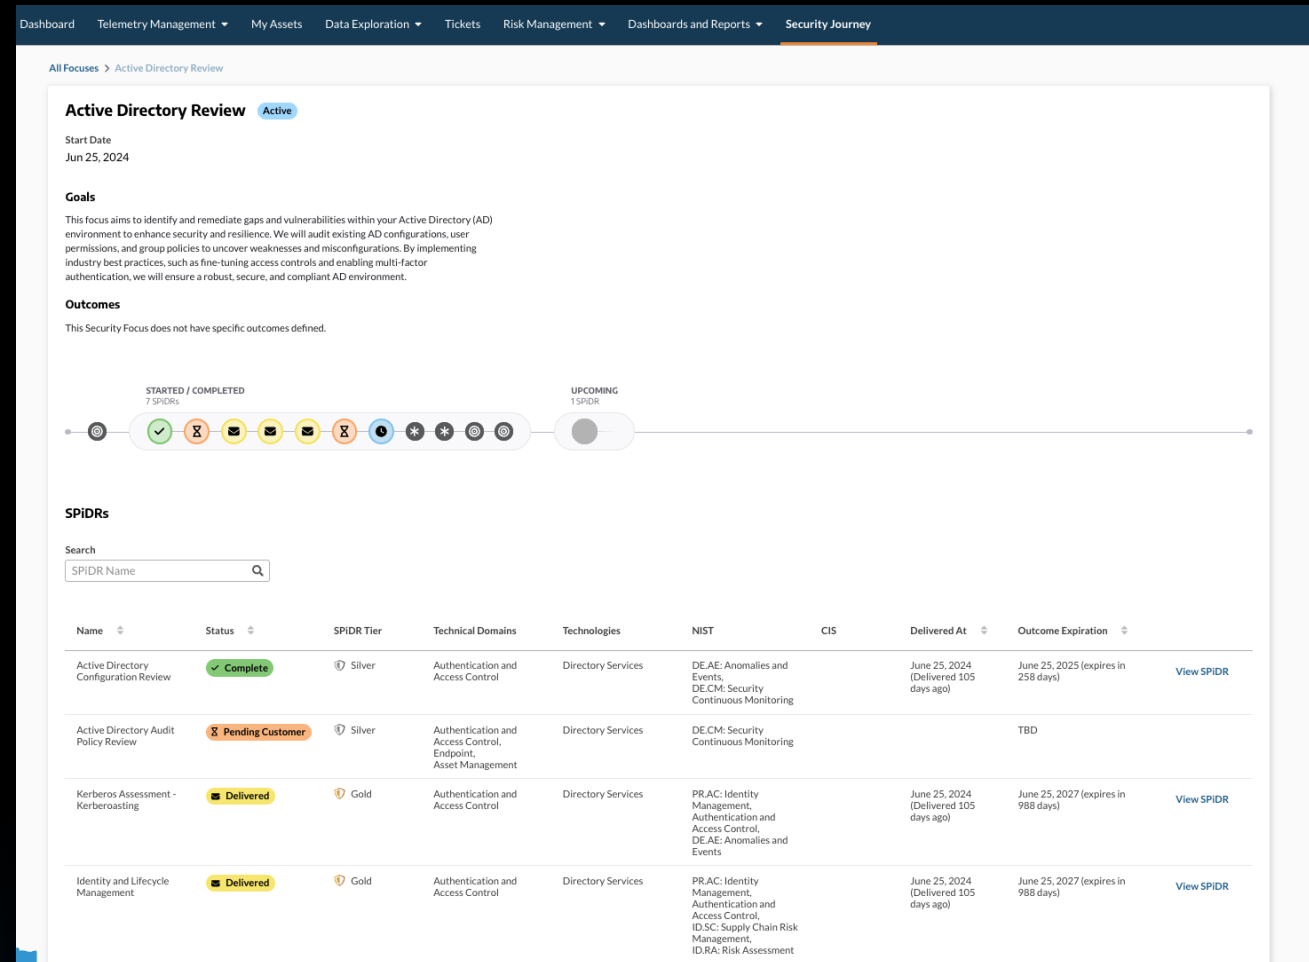 Dashboard Telemetry Management My Assets Data Exploration Tickets Risk Management Dashboards and Reports Security Journey
All Focuses > Active Directory Review
Active Directory Review Active
Start Date
Jun 25, 2024
Goals
This focus aims to identify and remediate gaps and vulnerabilities within your Active Directory (AD)
environment to enhance security and resilience. We will audit existing AD configurations, user
permissions, and group policies to uncover weaknesses and misconfigurations. By implementing
industry best practices, such as fine-tuning access controls and enabling multi-factor
authentication, we will ensure a robust, secure, and compliant AD environment.
Outcomes
This Security Focus does not have specific outcomes defined.
STARTED / COMPLETED
7 SPiDRs
UPCOMING
1 SPiDR
SPiDRs
Search
SPiDR Name
Name Status SPiDR Tier Technical Domains Technologies NIST CIS Delivered At Outcome Expiration
Active Directory
Configuration Review
Complete
Silver
Authentication and
Access Control
Directory Services
DE.AE: Anomalies and
Events,
DE.CM: Security
Continuous Monitoring
June 25, 2024
(Delivered 105
days ago)
June 25, 2025 (expires in
258 days)
View SPiDR
Active Directory Audit
Policy Review
Pending Customer
Silver
Authentication and
Access Control,
Endpoint,
Asset Management
Directory Services
DE.CM: Security
Continuous Monitoring
TBD
Kerberos Assessment -
Kerberoasting
Delivered
Gold
Authentication and
Access Control
Directory Services
PR.AC: Identity
Management,
Authentication and
Access Control,
DE.AE: Anomalies and
Events
June 25, 2024
(Delivered 105
days ago)
June 25, 2027 (expires in
988 days)
View SPiDR
Identity and Lifecycle
Management
Delivered
Gold
Authentication and
Access Control
Directory Services
PR.AC: Identity
Management,
Authentication and
Access Control,
ID.SC: Supply Chain Risk
Management,
ID.RA: Risk Assessment
June 25, 2024
(Delivered 105
days ago)
June 25, 2027 (expires in
988 days)
View SPiDR